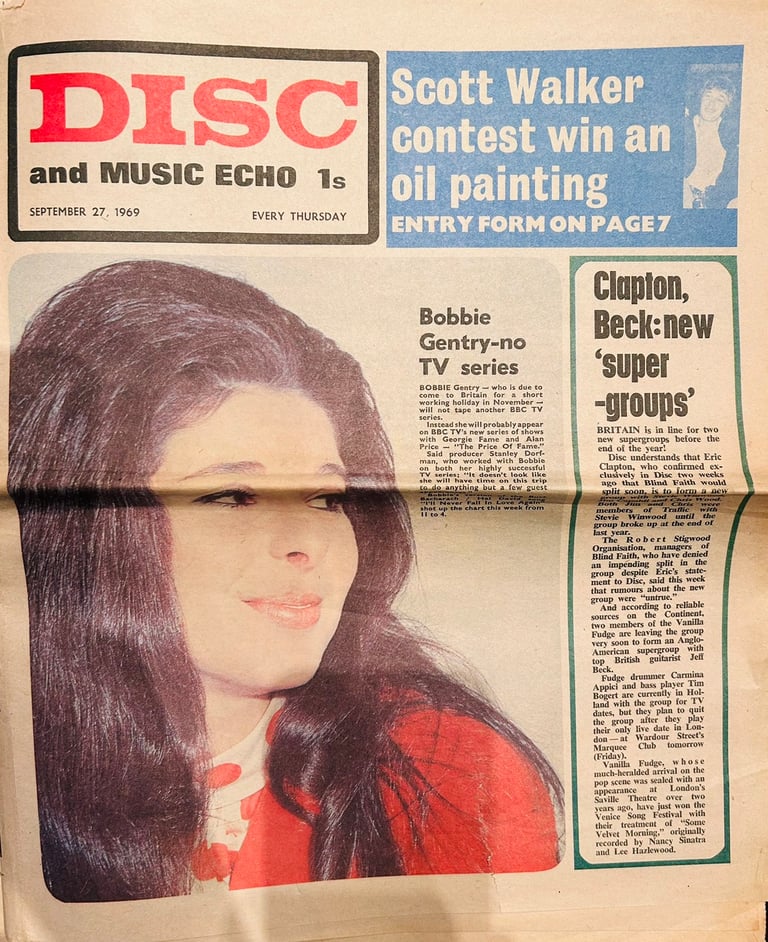 DISC
and MUSIC ECHO 1s
SEPTEMBER 27, 1969 EVERY THURSDAY
Scott Walker
contest win an
oil painting
ENTRY FORM ON PAGE 7
Bobbie
Gentry-no
TV series
BOBBIE Gentry — who is due to
come to Britain for a short
working holiday in November —
will not tape another BBC TV
series.
Instead she will probably appear
on BBC TV's new series of shows
with Georgie Fame and Alan
Price — "The Price Of Fame."
Said producer Stanley Dorf-
man, who worked with Bobbie
on both her highly successful
TV series; "It doesn't look like
she will have time on this trip
to do anything but a few guest
Bobbie's
Bacharach
I'll Never Fall In Love Again"
shot up the chart this week from
11 to 4.
Clapton,
Beck: new
'super
-groups'
BRITAIN is in line for two
new supergroups before the
end of the year!
Disc understands that Eric
Clapton, who confirmed ex-
clusively in Disc two weeks
ago that Blind Faith would
split soon, is to form a new
group with
Jim and Chris were
members of Traffic with
Stevie Winwood until the
group broke up at the end of
last year.
The Robert Stigwood
Organisation, managers of
Blind Faith, who have denied
an impending split in the
group despite Eric's state-
ment to Disc, said this week
that rumours about the new
group were "untrue."
And according to reliable
sources on the Continent,
two members of the Vanilla
Fudge are leaving the group
very soon to form an Anglo-
American supergroup with
top British guitarist Jeff
Beck.
Fudge drummer Carmina
Appici and bass player Tim
Bogert are currently in Hol-
land with the group for TV
dates, but they plan to quit
the group after they play
their only live date in Lon-
don — at Wardour Street's
Marquee Club tomorrow
(Friday).
Vanilla Fudge, whose
much-heralded arrival on the
pop scene was sealed with an
appearance at London's
Saville Theatre over two
years ago, have just won the
Venice Song Festival with
their treatment of "Some
Velvet Morning," originally
recorded by Nancy Sinatra
and Lee Hazlewood.